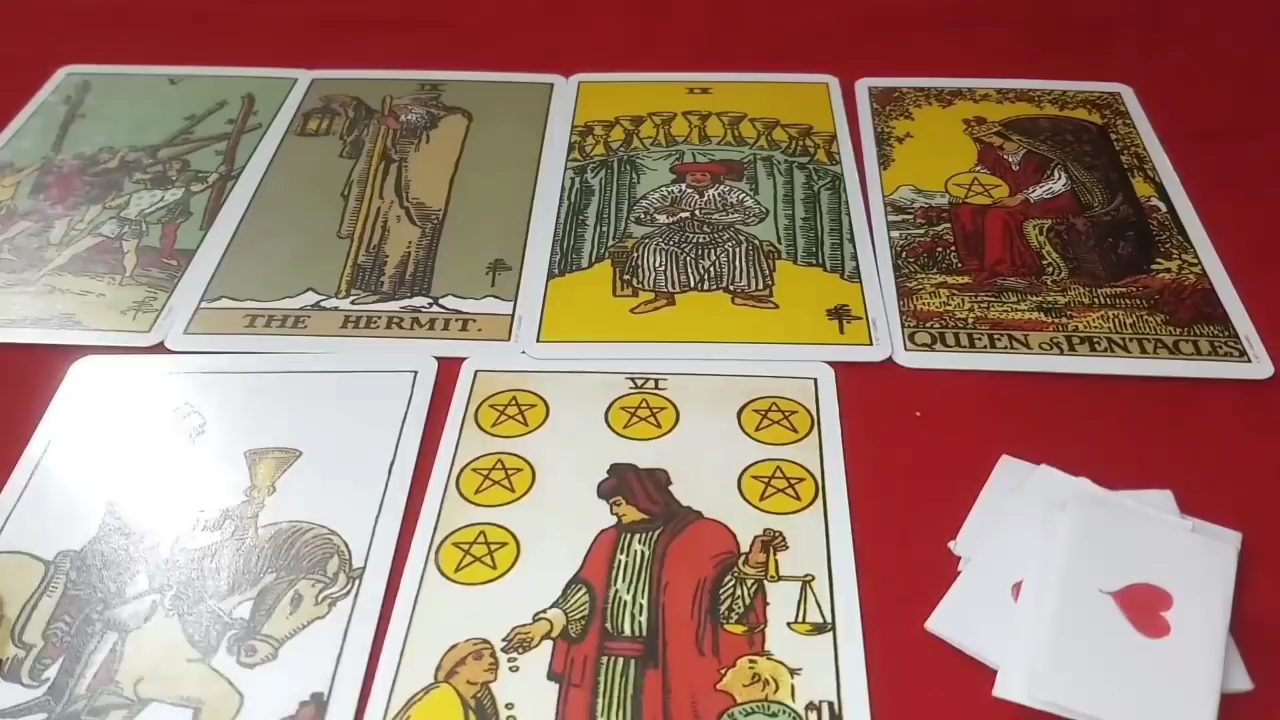 V
IX
IX
THE HERMIT.
QUEEN of PENTACLES
VI